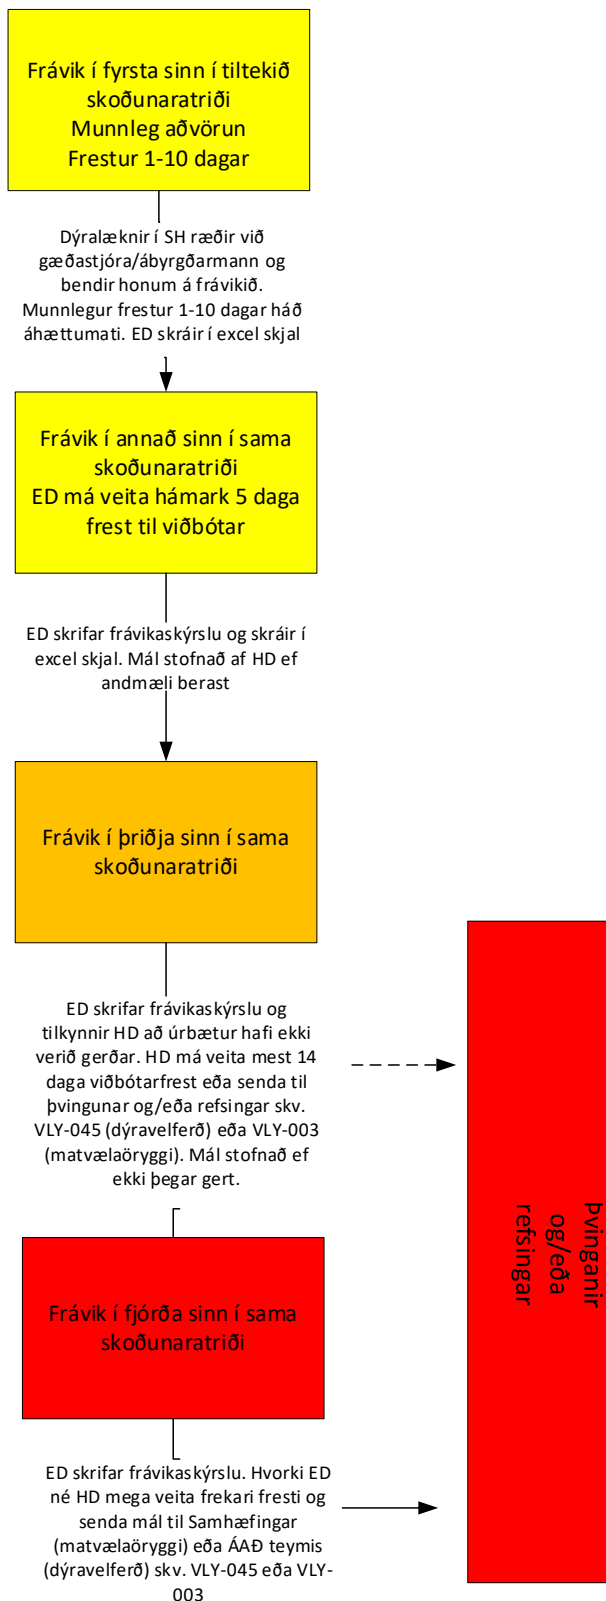 Frávik í fyrsta sinn í tiltekið
skoðunaratriði
Munnleg aðvörun
Frestur 1-10 dagar
Dýralæknir í SH ræðir við
gæðastjóra/ábyrgðarmann og
bendir honum á frávikið.
Munnlegur frestur 1-10 dagar háð
áhættumati. ED skráir í excel skjal
Frávik í annað sinn í sama
skoðunaratriði
ED má veita hámark 5 daga
frest til viðbótar
ED skrifar frávikaskýrslu og skráir í
excel skjal. Mál stofnað af HD ef
andmæli berast
Frávik í þriðja sinn í sama
skoðunaratriði
ED skrifar frávikaskýrslu og
tilkynnir HD að úrbætur hafi ekki
verið gerðar. HD má veita mest 14
daga viðbótarfrest eða senda til
þvingunar og/eða refsingar skv.
VLY-045 (dýravelferð) eða VLY-003
(matvælaöryggi). Mál stofnað ef
ekki þegar gert.
Þvinganir
og/eða
refsingar
Frávik í fjórða sinn í sama
skoðunaratriði
ED skrifar frávikaskýrslu. Hvorki ED
né HD mega veita frekari fresti og
senda mál til Samhæfingar
(matvælaöryggi) eða ÁAÐ teymis
(dýravelferð) skv. VLY-045 eða VLY-
003